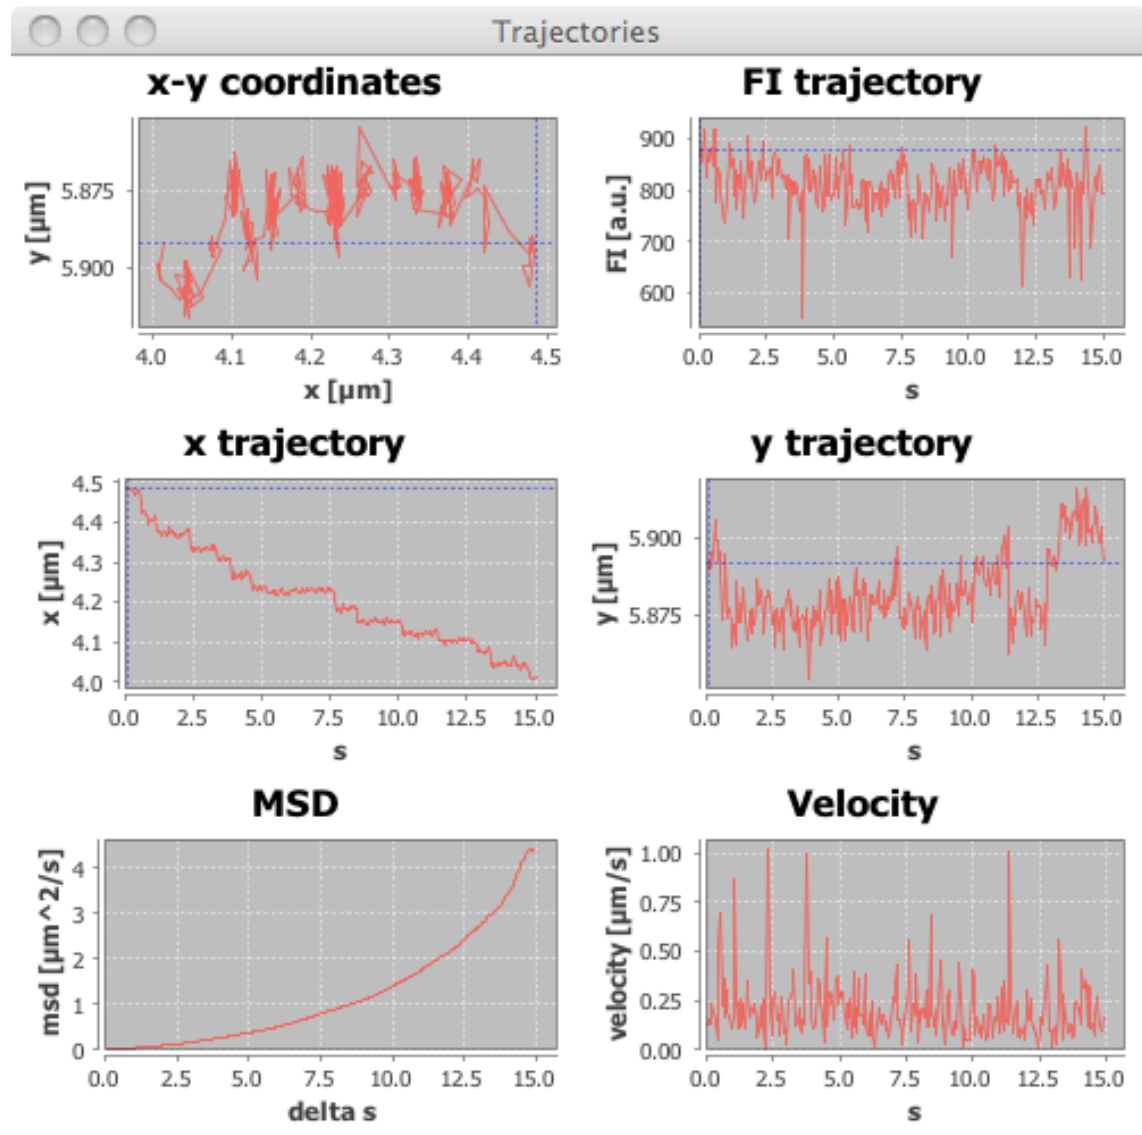 Trajectories
x-y coordinates
y [µm]
5.875
5.900
4.0 4.1 4.2 4.3 4.4 4.5
x [µm]
FI trajectory
FI [a.u.]
900
800
700
600
0.0 2.5 5.0 7.5 10.0 12.5 15.0
s
x trajectory
x [µm]
4.5
4.4
4.3
4.2
4.1
4.0
0.0 2.5 5.0 7.5 10.0 12.5 15.0
s
y trajectory
y [µm]
5.900
5.875
0.0 2.5 5.0 7.5 10.0 12.5 15.0
s
MSD
msd [µm^2/s]
4
3
2
1
0
0.0 2.5 5.0 7.5 10.0 12.5 15.0
delta s
Velocity
velocity [µm/s]
1.00
0.75
0.50
0.25
0.00
0.0 2.5 5.0 7.5 10.0 12.5 15.0
s